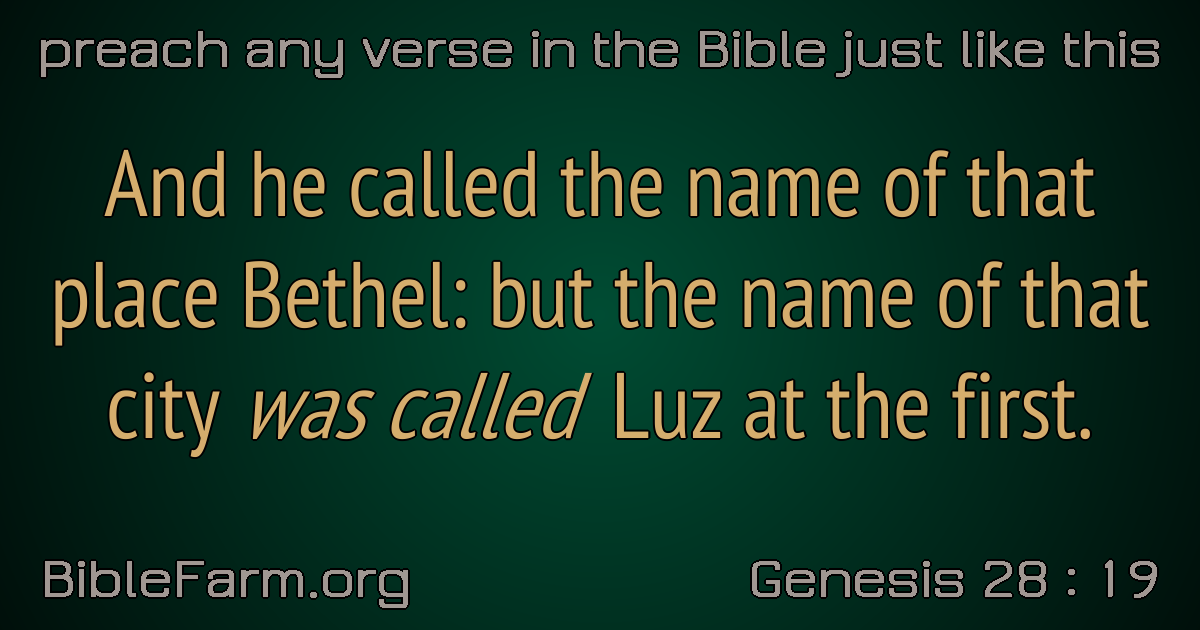 preach any verse in the Bible just like this
And he called the name of that
place Bethel: but the name of that
city was called Luz at the first.
BibleFarm.org
Genesis 28 : 19